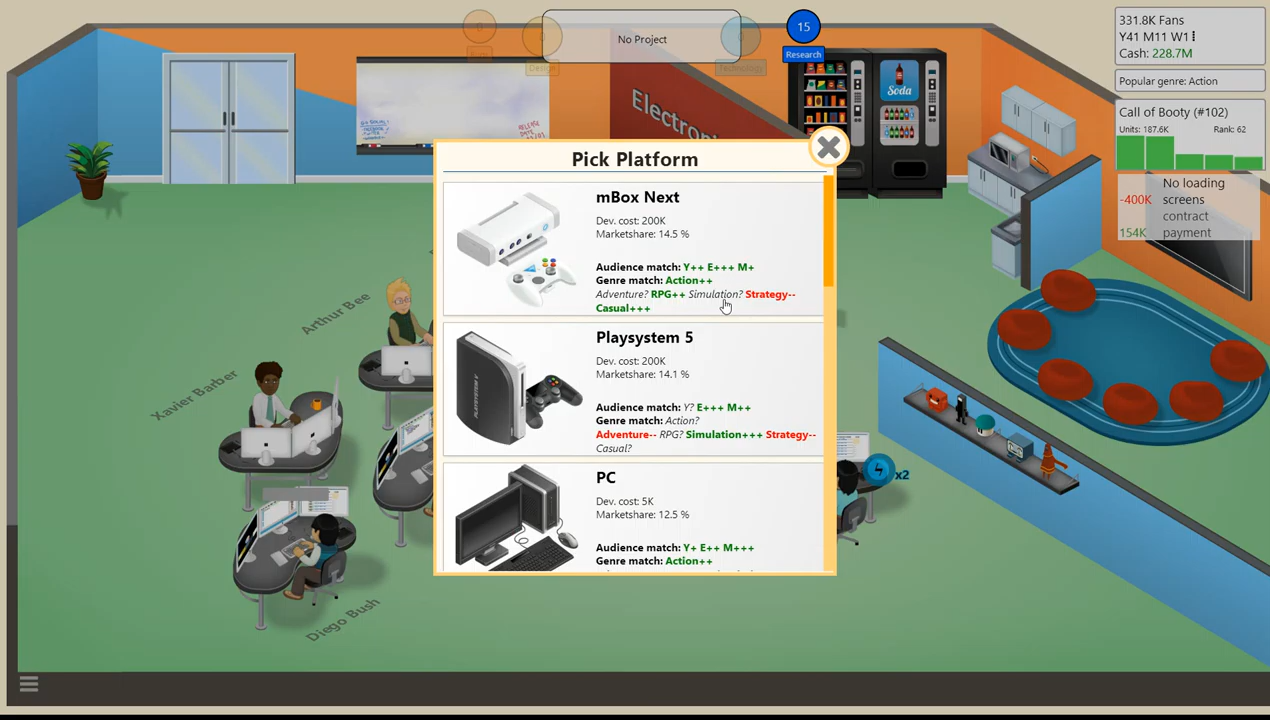 No Project
15
Research
331.8K Fans
Y41 M11 W1
Cash: 228.7M
Popular genre: Action
Call of Booty (#102)
Units: 187.6K Rank: 62
-400K No loading screens
154K contract payment
Soda
Electron
RELEASE
Pick Platform
mBox Next
Dev. cost: 200K
Marketshare: 14.5 %
Audience match: Y++ E+++ M+
Genre match: Action++
Adventure? RPG++ Simulation? Strategy--
Casual+++
Playsystem 5
Dev. cost: 200K
Marketshare: 14.1 %
Audience match: Y? E+++ M++
Genre match: Action?
Adventure-- RPG? Simulation+++ Strategy--
Casual?
PC
Dev. cost: 5K
Marketshare: 12.5 %
Audience match: Y+ E++ M+++
Genre match: Action++
Arthur Bee
Xavier Barber
Diego Bush
x2